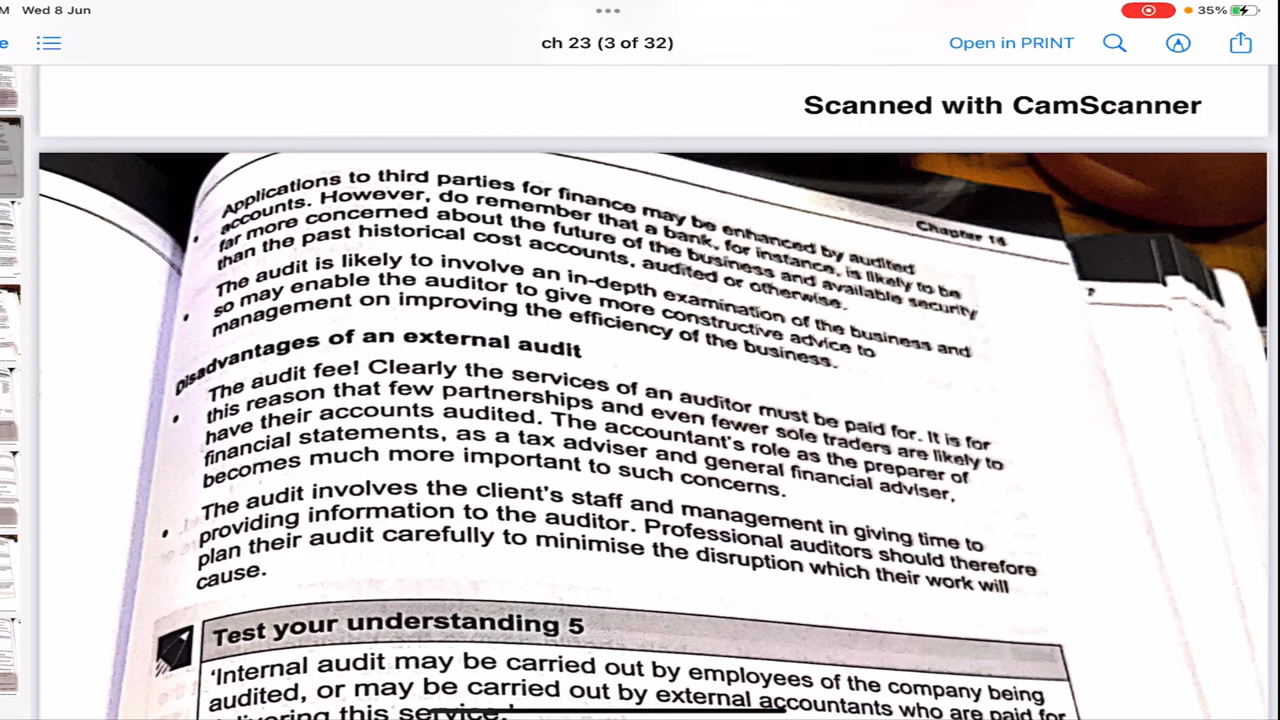 M Wed 8 Jun
35%
e
ch 23 (3 of 32)
Open in PRINT
Scanned with CamScanner
Chapter 14
Applications to third parties for finance may be enhanced by audited
accounts. However, do remember that a bank, for instance, is likely to be
far more concerned about the future of the business and available security
than the past historical cost accounts, audited or otherwise.
• The audit is likely to involve an in-depth examination of the business and
so may enable the auditor to give more constructive advice to
management on improving the efficiency of the business.
Disadvantages of an external audit
• The audit fee! Clearly the services of an auditor must be paid for. It is for
this reason that few partnerships and even fewer sole traders are likely to
have their accounts audited. The accountant's role as the preparer of
financial statements, as a tax adviser and general financial adviser,
becomes much more important to such concerns.
• The audit involves the client's staff and management in giving time to
providing information to the auditor. Professional auditors should therefore
plan their audit carefully to minimise the disruption which their work will
cause.
Test your understanding 5
'Internal audit may be carried out by employees of the company being
audited, or may be carried out by external accountants who are paid for
delivering this service.'